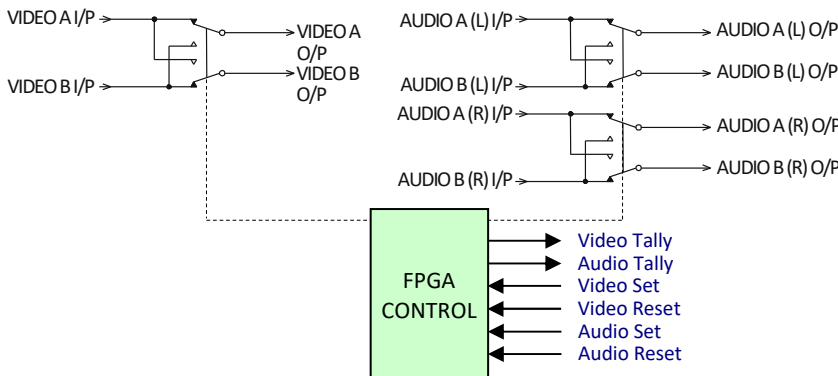 VIDEO A I/P
VIDEO A
O/P
VIDEO B
O/P
VIDEO B I/P
AUDIO A (L) I/P
AUDIO A (L) O/P
AUDIO B (L) O/P
AUDIO B (L) I/P
AUDIO A (R) I/P
AUDIO A (R) O/P
AUDIO B (R) O/P
AUDIO B (R) I/P
FPGA
CONTROL
Video Tally
Audio Tally
Video Set
Video Reset
Audio Set
Audio Reset